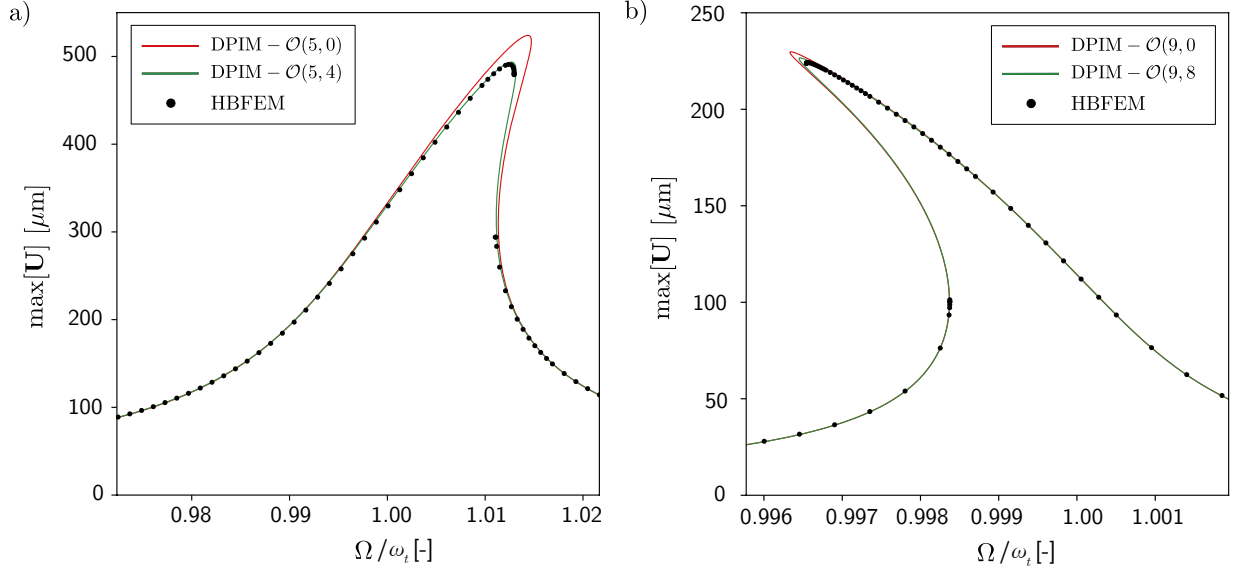 a)
DPIM − 𝒪(5, 0)
DPIM − 𝒪(5, 4)
HBFEM
500
400
300
200
100
0
max[U] [μm]
0.98
0.99
1.00
1.01
1.02
Ω/ω_t [-]
b)
DPIM − 𝒪(9, 0
DPIM − 𝒪(9, 8
HBFEM
250
200
150
100
50
0
max[U] [μm]
0.996
0.997
0.998
0.999
1.00
1.001
Ω/ω_t [-]